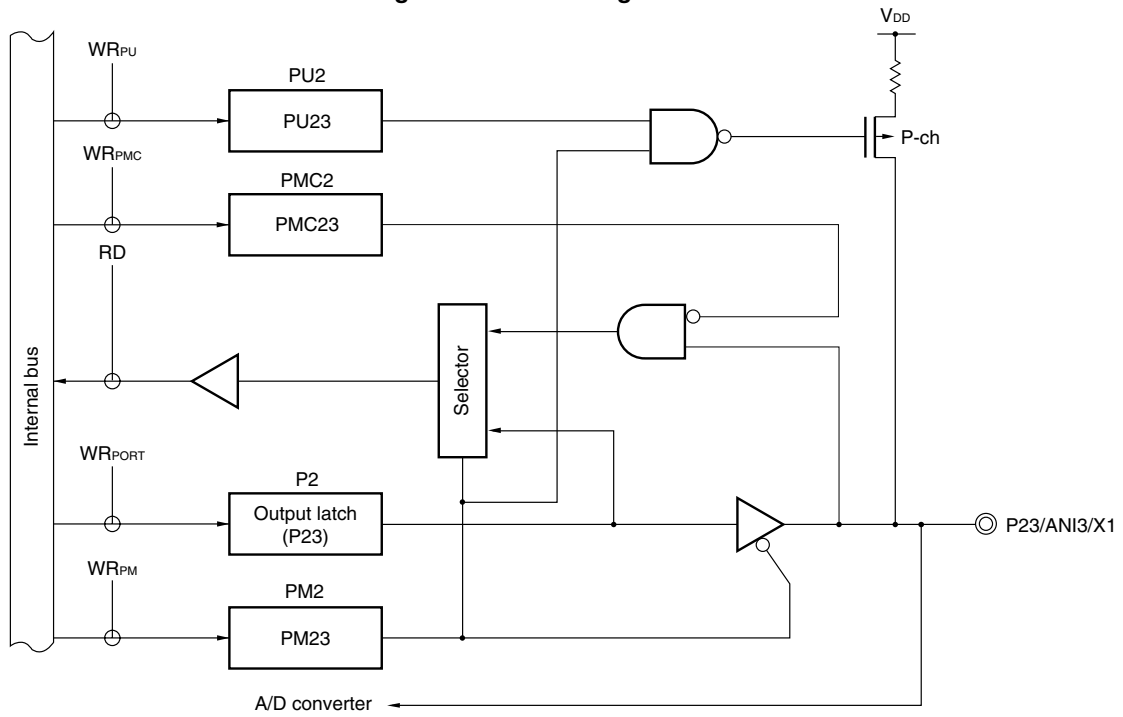 VDD
WRPU
PU2
PU23
P-ch
WRPMC
PMC2
PMC23
RD
Internal bus
Selector
WRPORT
P2
Output latch
(P23)
P23/ANI3/X1
WRPM
PM2
PM23
A/D converter